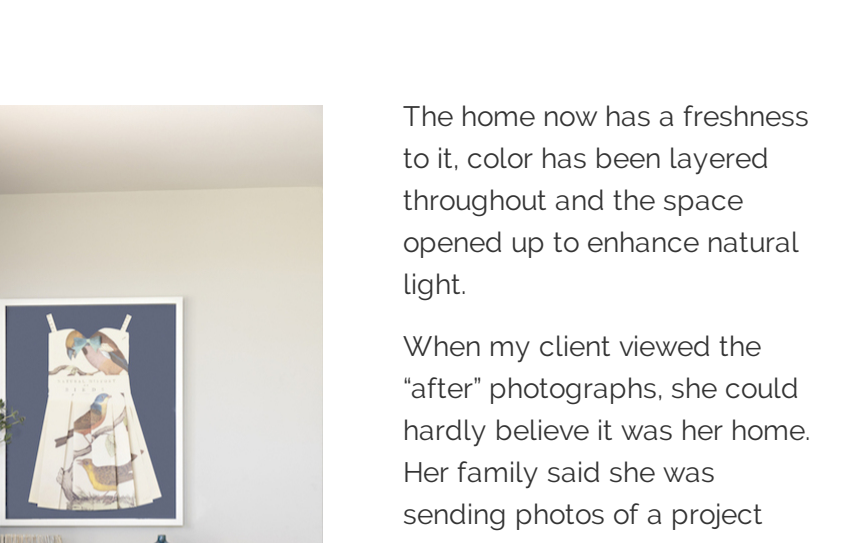 The home now has a freshness
to it, color has been layered
throughout and the space
opened up to enhance natural
light.
When my client viewed the
“after” photographs, she could
hardly believe it was her home.
Her family said she was
sending photos of a project